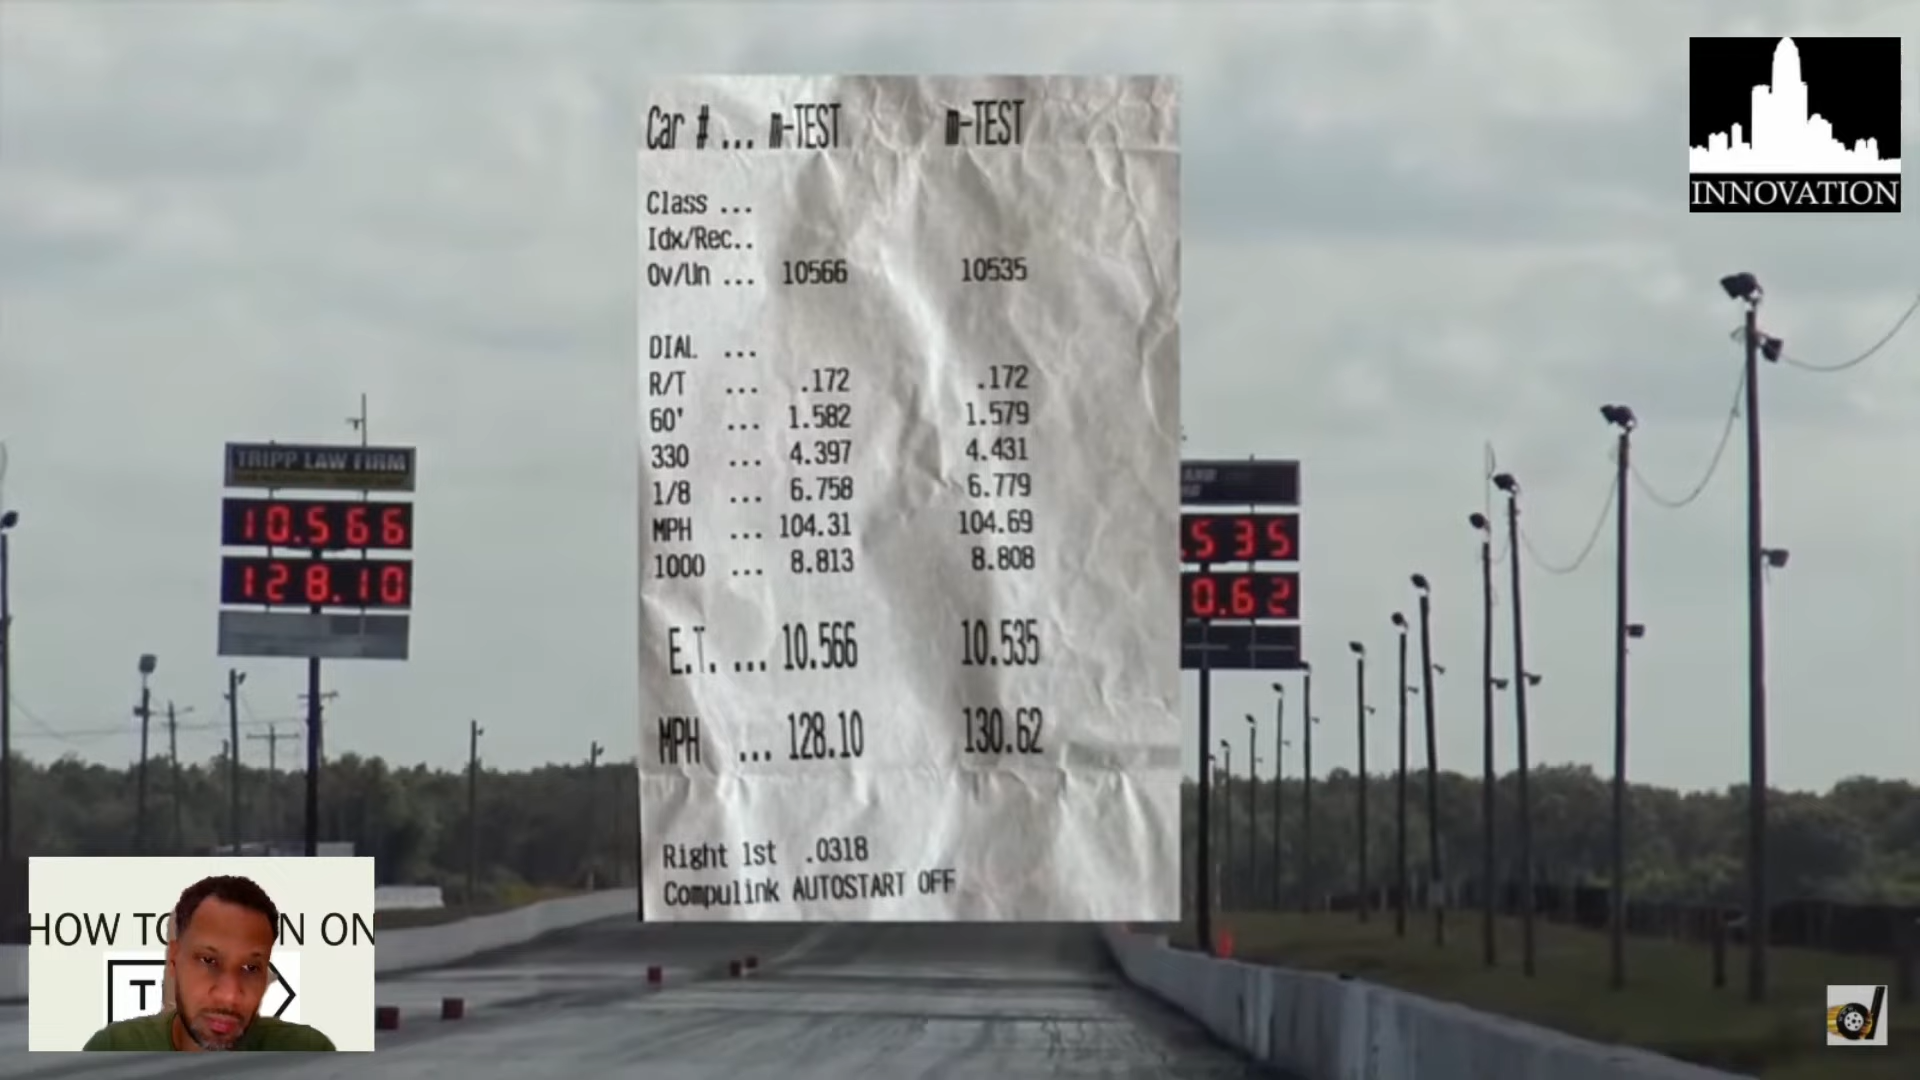 INNOVATION
Car # ... m-TEST m-TEST
Class ...
Idx/Rec..
Ov/Un ... 10566 10535
DIAL ...
R/T ... .172 .172
60' ... 1.582 1.579
330 ... 4.397 4.431
1/8 ... 6.758 6.779
MPH ... 104.31 104.69
1000 ... 8.813 8.808
E.T. ... 10.566 10.535
MPH ... 128.10 130.62
Right 1st .0318
Compulink AUTOSTART OFF
TRIPP LAW FIRM
10.566
128.10
.535
0.62
HOW TO
N ON
T